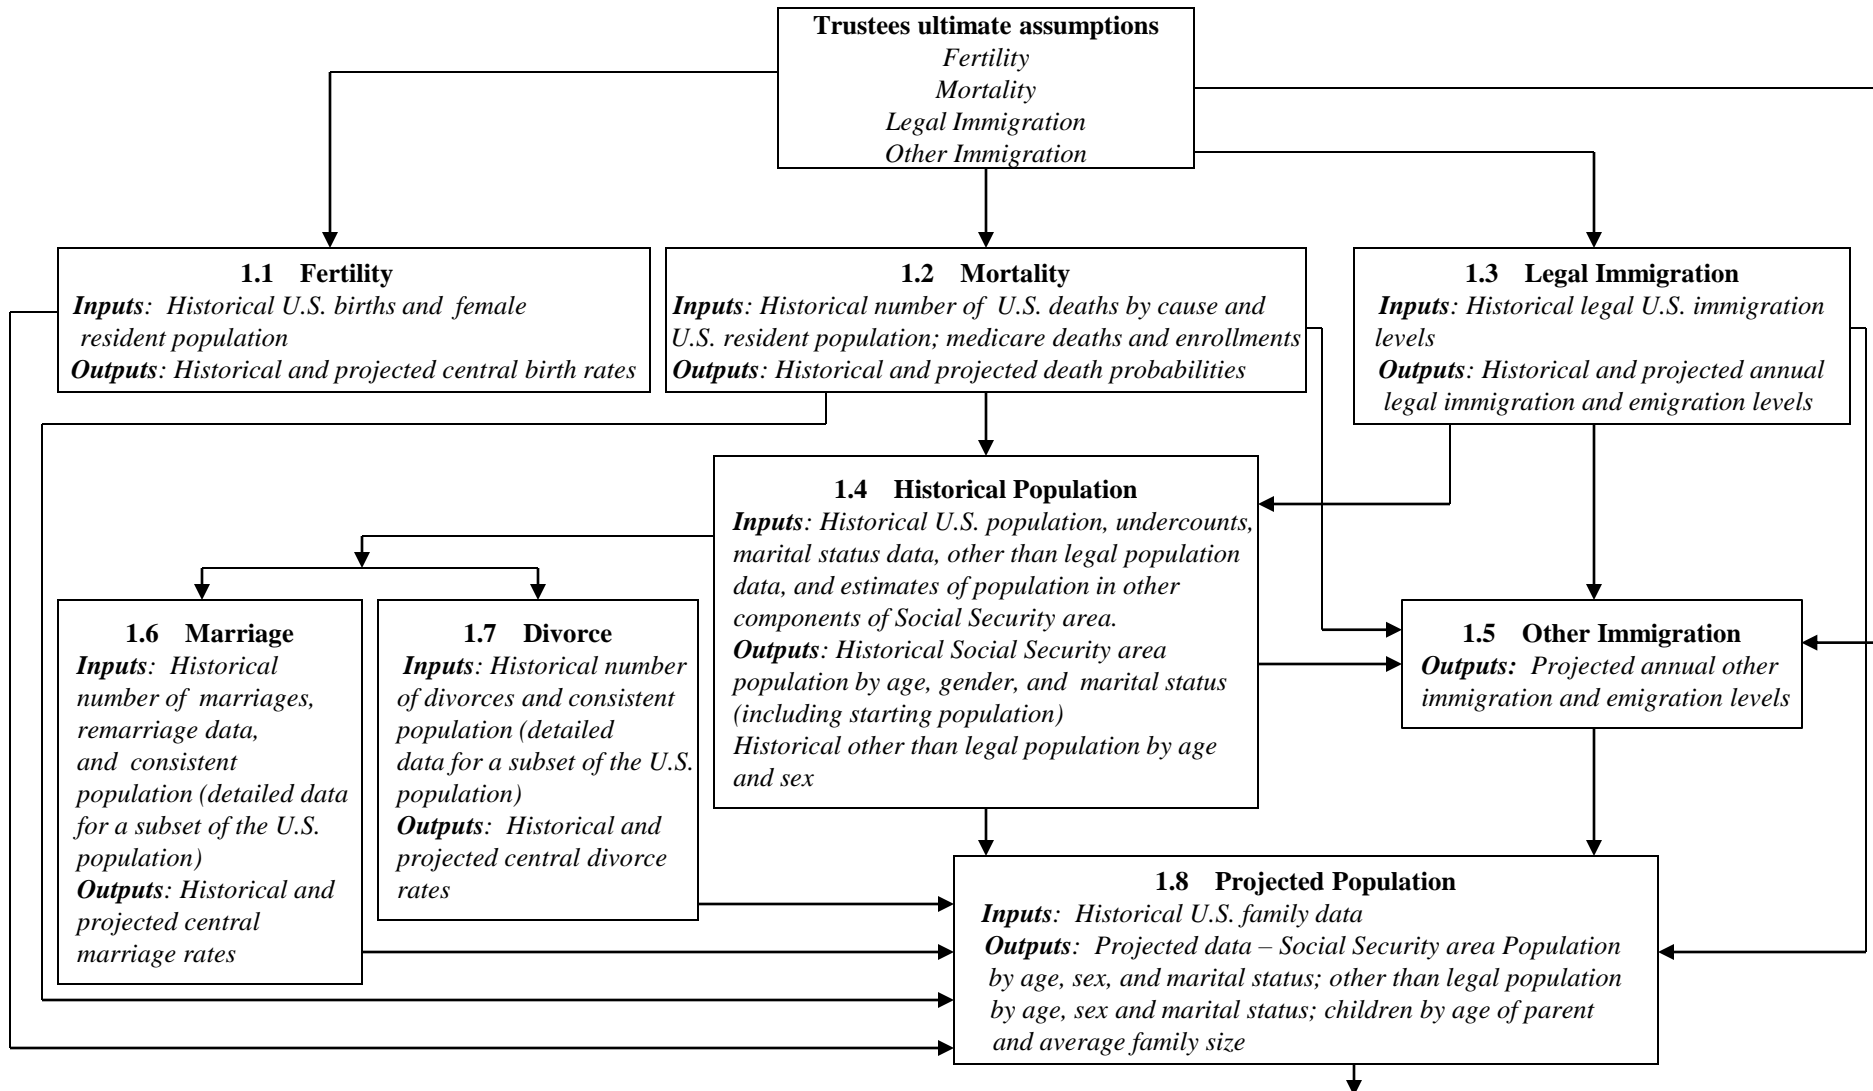 Trustees ultimate assumptions
Fertility
Mortality
Legal Immigration
Other Immigration
1.1 Fertility
Inputs: Historical U.S. births and female
resident population
Outputs: Historical and projected central birth rates
1.2 Mortality
Inputs: Historical number of U.S. deaths by cause and
U.S. resident population; medicare deaths and enrollments
Outputs: Historical and projected death probabilities
1.3 Legal Immigration
Inputs: Historical legal U.S. immigration
levels
Outputs: Historical and projected annual
legal immigration and emigration levels
1.4 Historical Population
Inputs: Historical U.S. population, undercounts,
marital status data, other than legal population
data, and estimates of population in other
components of Social Security area.
Outputs: Historical Social Security area
population by age, gender, and marital status
(including starting population)
Historical other than legal population by age
and sex
1.5 Other Immigration
Outputs: Projected annual other
immigration and emigration levels
1.6 Marriage
Inputs: Historical
number of marriages,
remarriage data,
and consistent
population (detailed data
for a subset of the U.S.
population)
Outputs: Historical and
projected central
marriage rates
1.7 Divorce
Inputs: Historical number
of divorces and consistent
population (detailed
data for a subset of the U.S.
population)
Outputs: Historical and
projected central divorce
rates
1.8 Projected Population
Inputs: Historical U.S. family data
Outputs: Projected data – Social Security area Population
by age, sex, and marital status; other than legal population
by age, sex and marital status; children by age of parent
and average family size